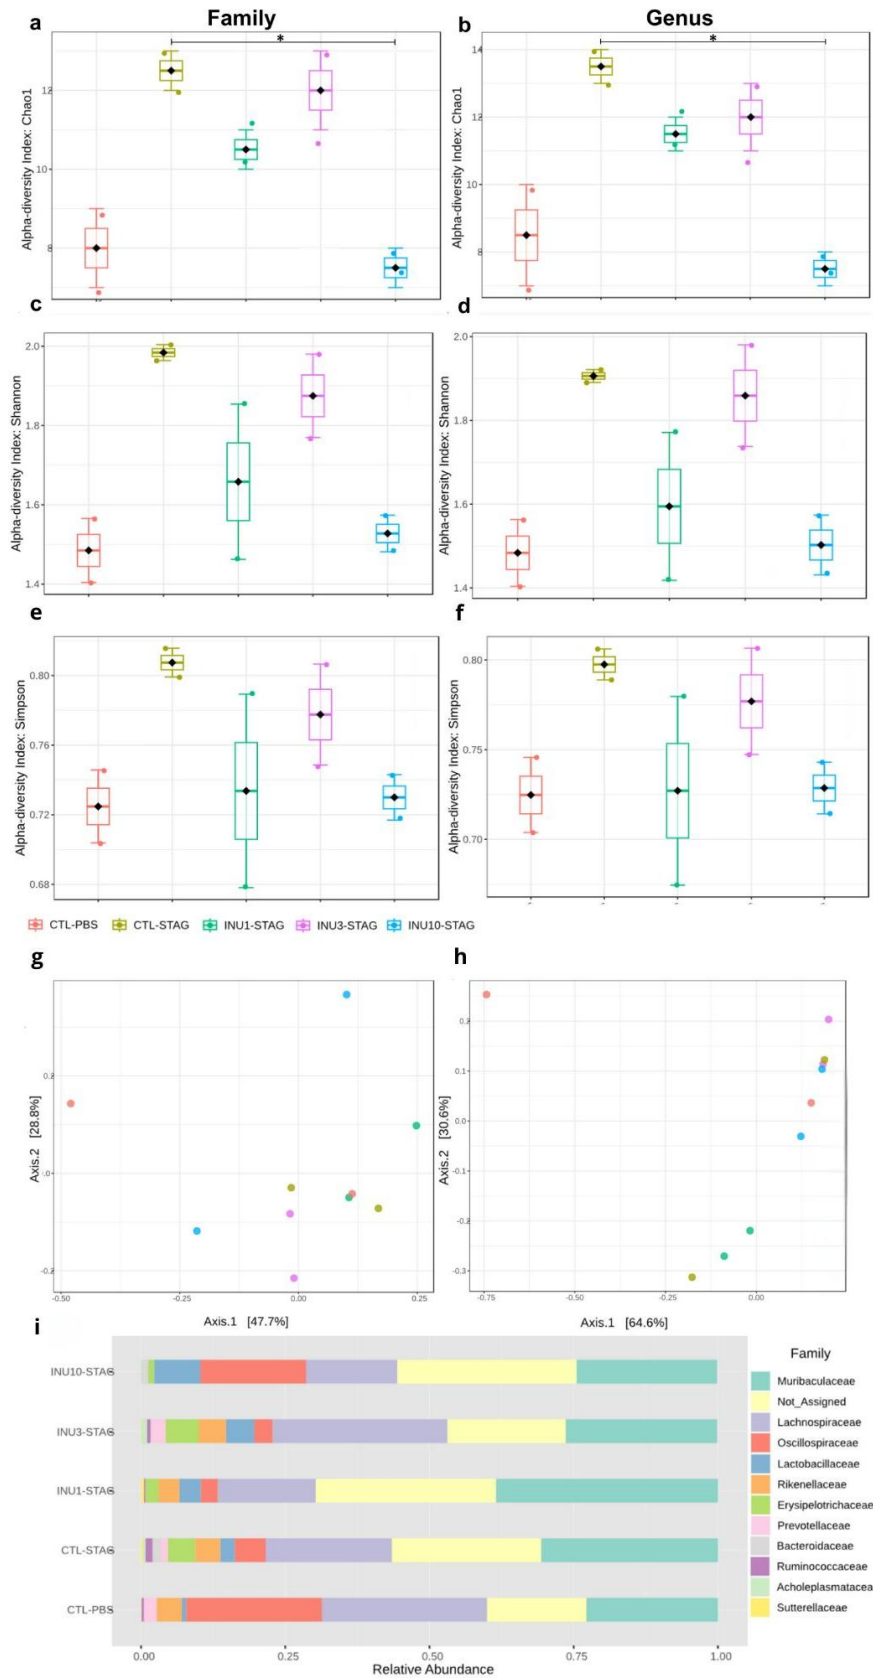 Family
Genus
a
b
*
*
Alpha-diversity Index: Chao1
12
10
8
Alpha-diversity Index: Chao1
14
12
10
8
c
d
Alpha-diversity Index: Shannon
2.0
1.8
1.6
1.4
Alpha-diversity Index: Shannon
2.0
1.8
1.6
1.4
e
f
Alpha-diversity Index: Simpson
0.80
0.76
0.72
0.68
Alpha-diversity Index: Simpson
0.80
0.75
0.70
CTL-PBS CTL-STAG INU1-STAG INU3-STAG INU10-STAG
g
h
Axis.2 [28.8%]
0.2
0.0
-0.2
-0.50 -0.25 0.00 0.25
Axis.1 [47.7%]
Axis.2 [30.6%]
0.2
0.1
0.0
-0.1
-0.2
-0.3
-0.75 -0.50 -0.25 0.00
Axis.1 [64.6%]
i
INU10-STAG
INU3-STAG
INU1-STAG
CTL-STAG
CTL-PBS
0.00 0.25 0.50 0.75 1.00
Relative Abundance
Family
Muribaculaceae
Not_Assigned
Lachnospiraceae
Oscillospiraceae
Lactobacillaceae
Rikenellaceae
Erysipelotrichaceae
Prevotellaceae
Bacteroidaceae
Ruminococcaceae
Acholeplasmatacea
Sutterellaceae